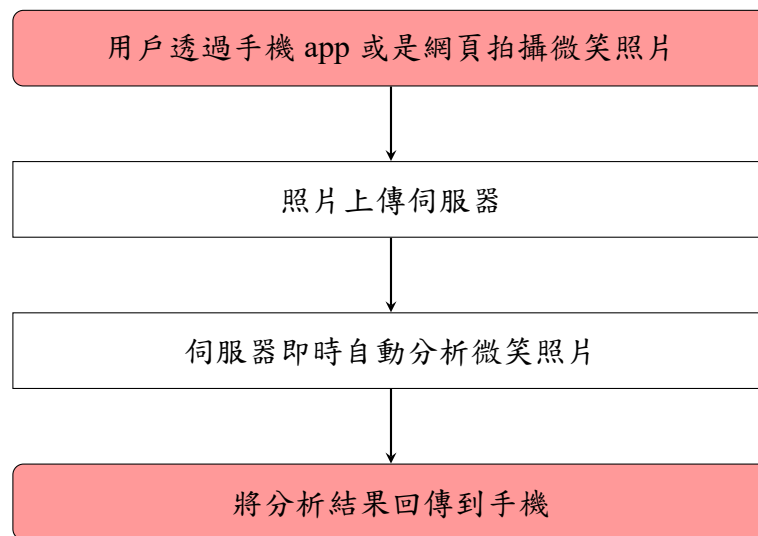 用戶透過手機 app 或是網頁拍攝微笑照片
照片上傳伺服器
伺服器即時自動分析微笑照片
將分析結果回傳到手機